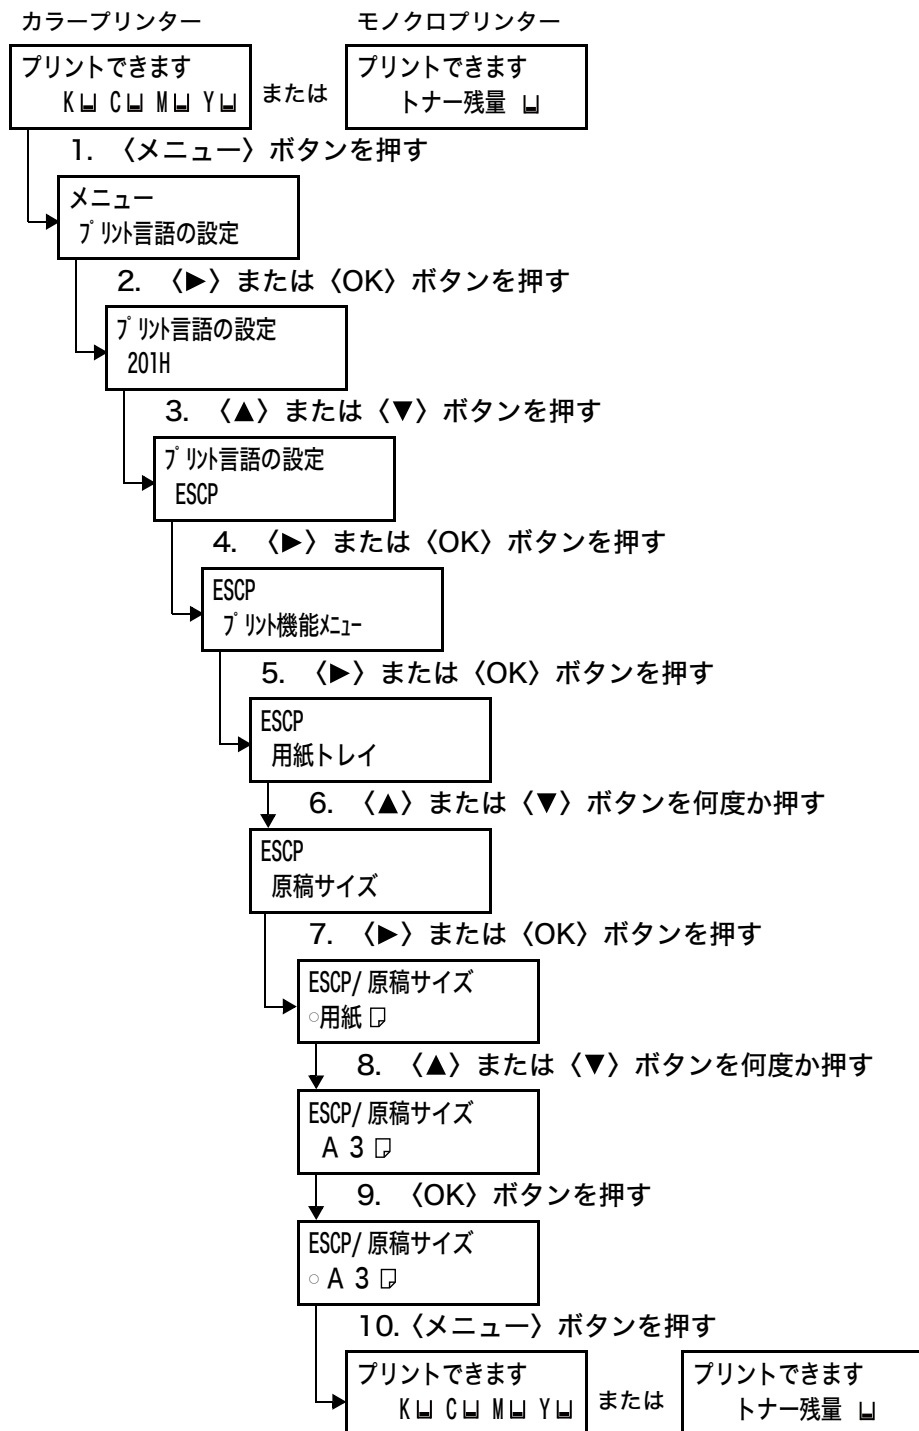 カラープリンター モノクロプリンター
プリントできます プリントできます
K C M Y または トナー残量
1. 〈メニュー〉ボタンを押す
メニュー
プリント言語の設定
2. 〈▶〉または〈OK〉ボタンを押す
プリント言語の設定
201H
3. 〈▲〉または〈▼〉ボタンを押す
プリント言語の設定
ESCP
4. 〈▶〉または〈OK〉ボタンを押す
ESCP
プリント機能メニュー
5. 〈▶〉または〈OK〉ボタンを押す
ESCP
用紙トレイ
6. 〈▲〉または〈▼〉ボタンを何度か押す
ESCP
原稿サイズ
7. 〈▶〉または〈OK〉ボタンを押す
ESCP/原稿サイズ
○用紙
8. 〈▲〉または〈▼〉ボタンを何度か押す
ESCP/原稿サイズ
A 3
9. 〈OK〉ボタンを押す
ESCP/原稿サイズ
○A 3
10.〈メニュー〉ボタンを押す
プリントできます プリントできます
K C M Y または トナー残量